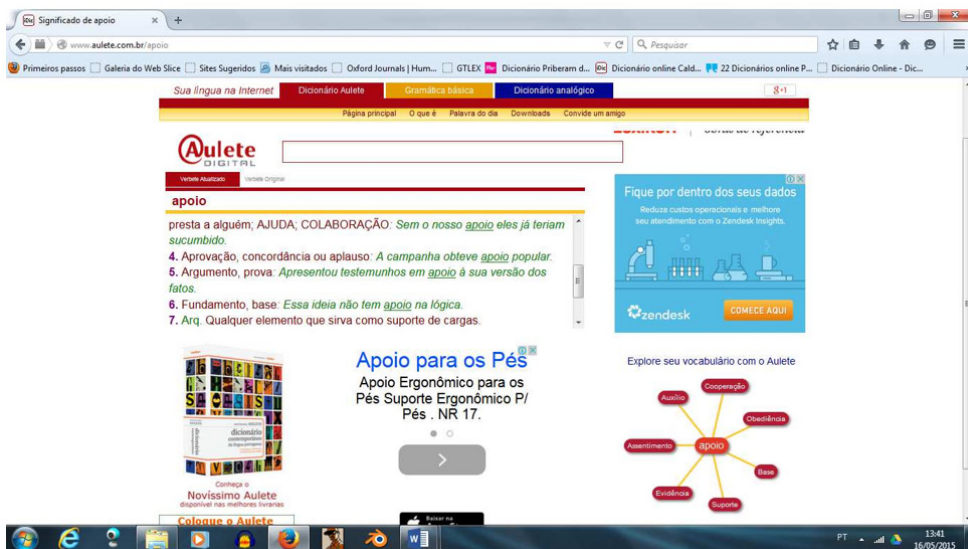 Significado de apoio
www.aulete.com.br/apoio
Pesquisar
Primeiros passos Galeria do Web Slice Sites Sugeridos Mais visitados Oxford Journals | Hum... GTLEX Dicionário Priberam d... Dicionário online Cald... 22 Dicionários online P... Dicionário Online - Dic...
Sua língua na Internet Dicionário Aulete Gramática básica Dicionário analógico
Página principal O que é Palavra do dia Downloads Convide um amigo
Aulete
DIGITAL
Verbete Atualizado Verbete Original
apoio
presta a alguém; AJUDA; COLABORAÇÃO: Sem o nosso apoio eles já teriam
sucumbido.
4. Aprovação, concordância ou aplauso: A campanha obteve apoio popular.
5. Argumento, prova: Apresentou testemunhos em apoio à sua versão dos
fatos.
6. Fundamento, base: Essa ideia não tem apoio na lógica.
7. Arq. Qualquer elemento que sirva como suporte de cargas.
Fique por dentro dos seus dados
Reduza custos operacionais e melhore
seu atendimento com o Zendesk Insights.
zendesk
COMECE AQUI
dicionário
contemporâneo
Conheça o
Novíssimo Aulete
disponível nas melhores livrarias
Coloque o Aulete
Apoio para os Pés
Apoio Ergonômico para os
Pés Suporte Ergonômico P/
Pés . NR 17.
Baixar no
Explore seu vocabulário com o Aulete
Cooperação
Auxílio
Obediência
Assentimento
apoio
Base
Evidência
Suporte
PT
13:41
16/05/2015